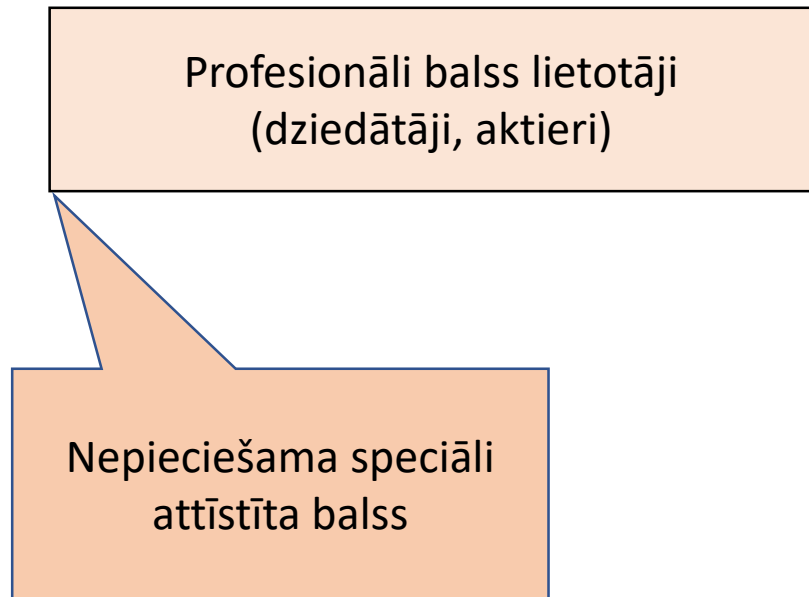 Profesionāli balss lietotāji
(dziedātāji, aktieri)
Nepieciešama speciāli
attīstīta balss